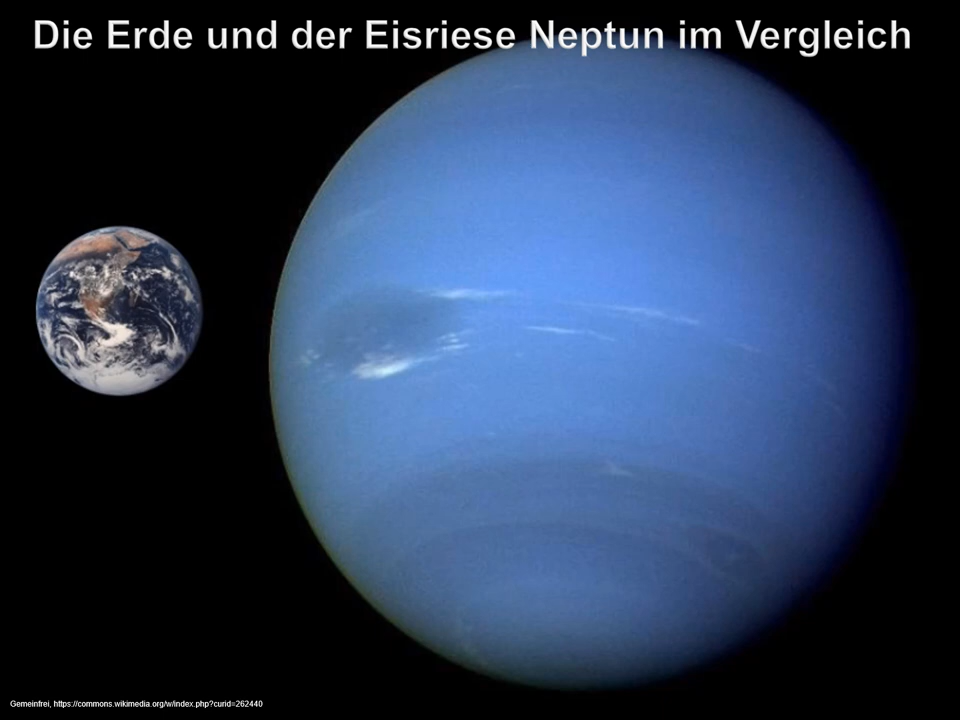 Die Erde und der Eisriese Neptun im Vergleich
Gemeinfrei, https://commons.wikimedia.org/w/index.php?curid=262440